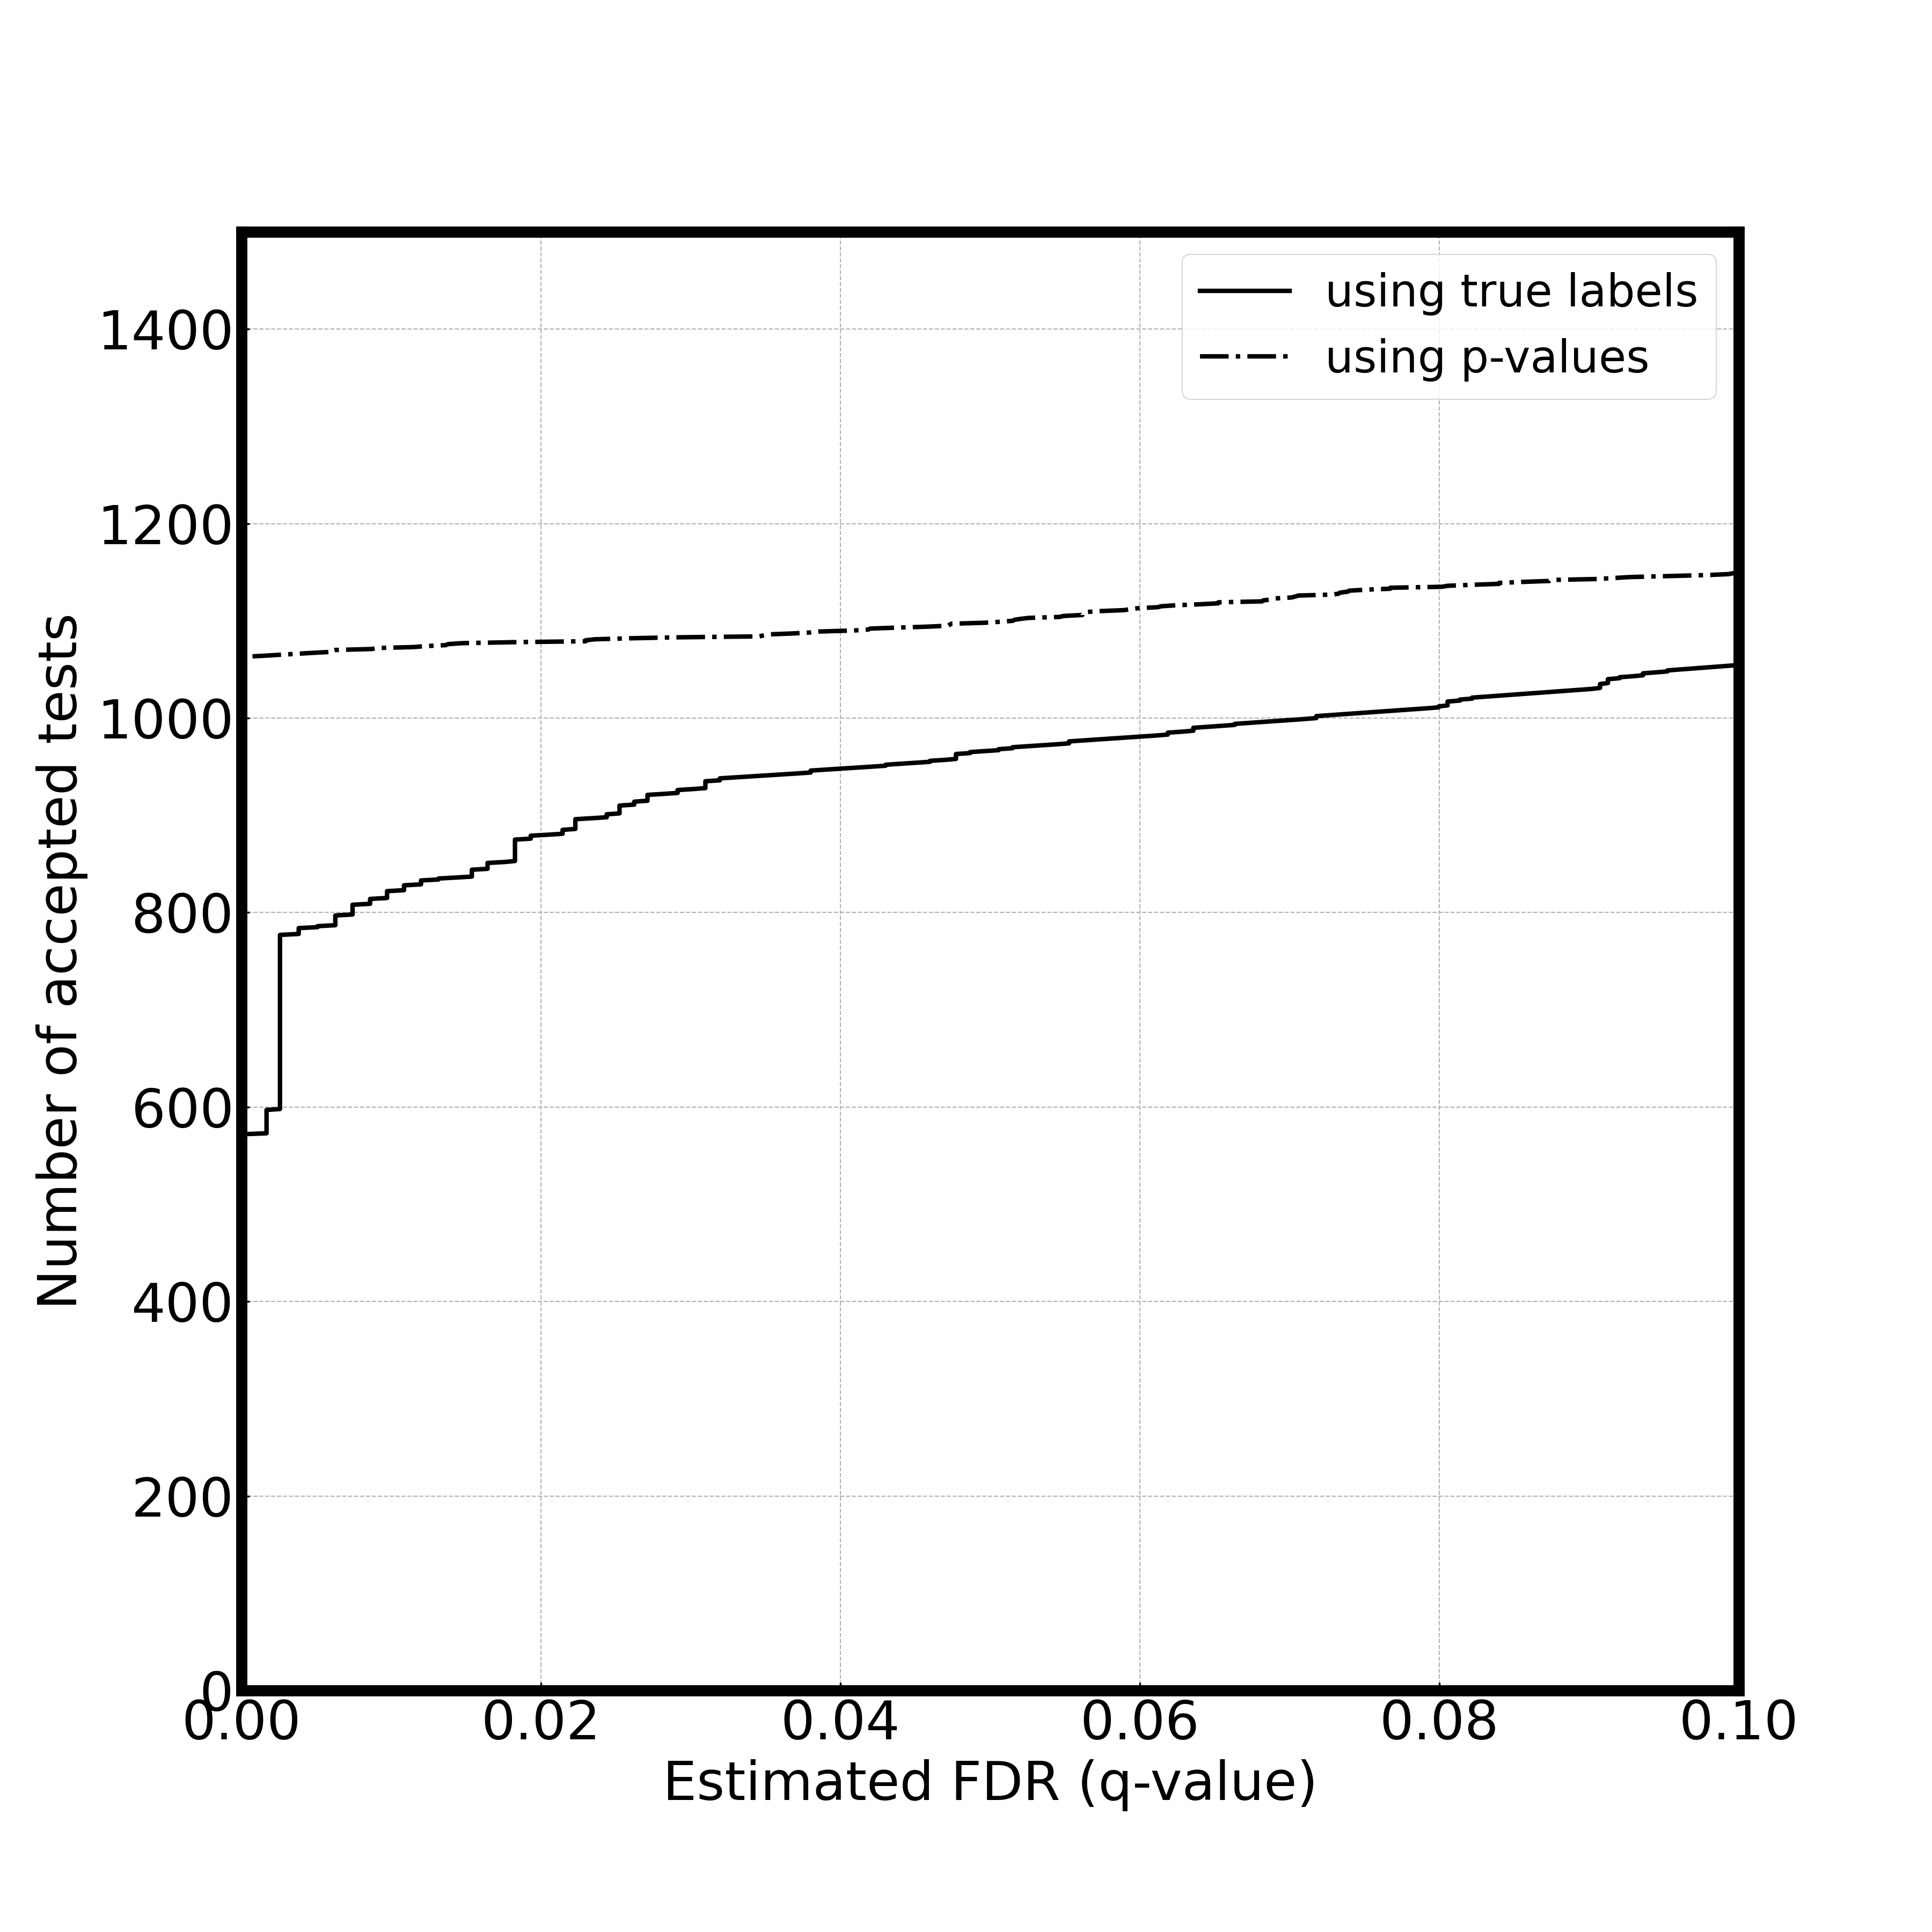 using true labels
using p-values
1400
1200
1000
800
600
400
200
0
Number of accepted tests
0.00 0.02 0.04 0.06 0.08 0.10
Estimated FDR (q-value)